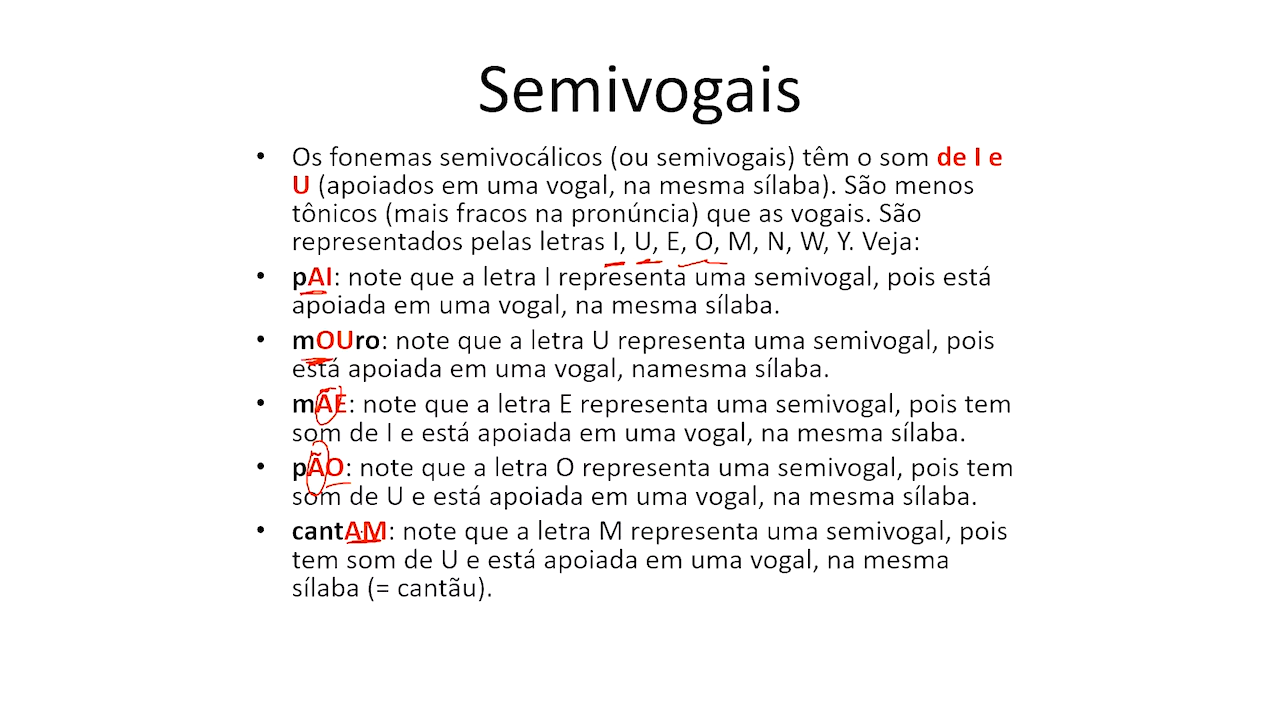 Semivogais
• Os fonemas semivocálicos (ou semivogais) têm o som de I e
U (apoiados em uma vogal, na mesma sílaba). São menos
tônicos (mais fracos na pronúncia) que as vogais. São
representados pelas letras I, U, E, O, M, N, W, Y. Veja:
• pAI: note que a letra I representa uma semivogal, pois está
apoiada em uma vogal, na mesma sílaba.
• mOUro: note que a letra U representa uma semivogal, pois
está apoiada em uma vogal, namesma sílaba.
• mÃE: note que a letra E representa uma semivogal, pois tem
som de I e está apoiada em uma vogal, na mesma sílaba.
• pÃO: note que a letra O representa uma semivogal, pois tem
som de U e está apoiada em uma vogal, na mesma sílaba.
• cantAM: note que a letra M representa uma semivogal, pois
tem som de U e está apoiada em uma vogal, na mesma
sílaba (= cantãu).